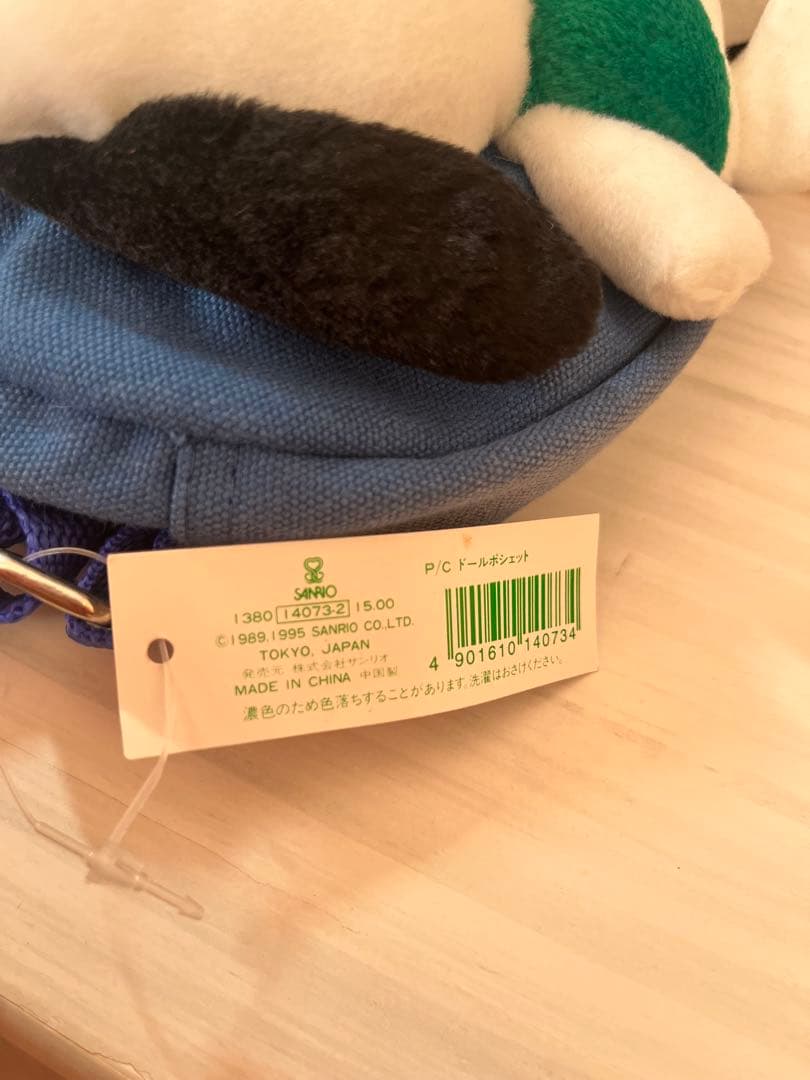 SANRIO
1380 14073-2 15.00
©1989,1995 SANRIO CO.,LTD.
TOKYO, JAPAN
発売元 株式会社サンリオ
MADE IN CHINA 中国製
P/C ドールポシェット
4 901610 140734
濃色のため色落ちすることがあります。洗濯はおさけください。